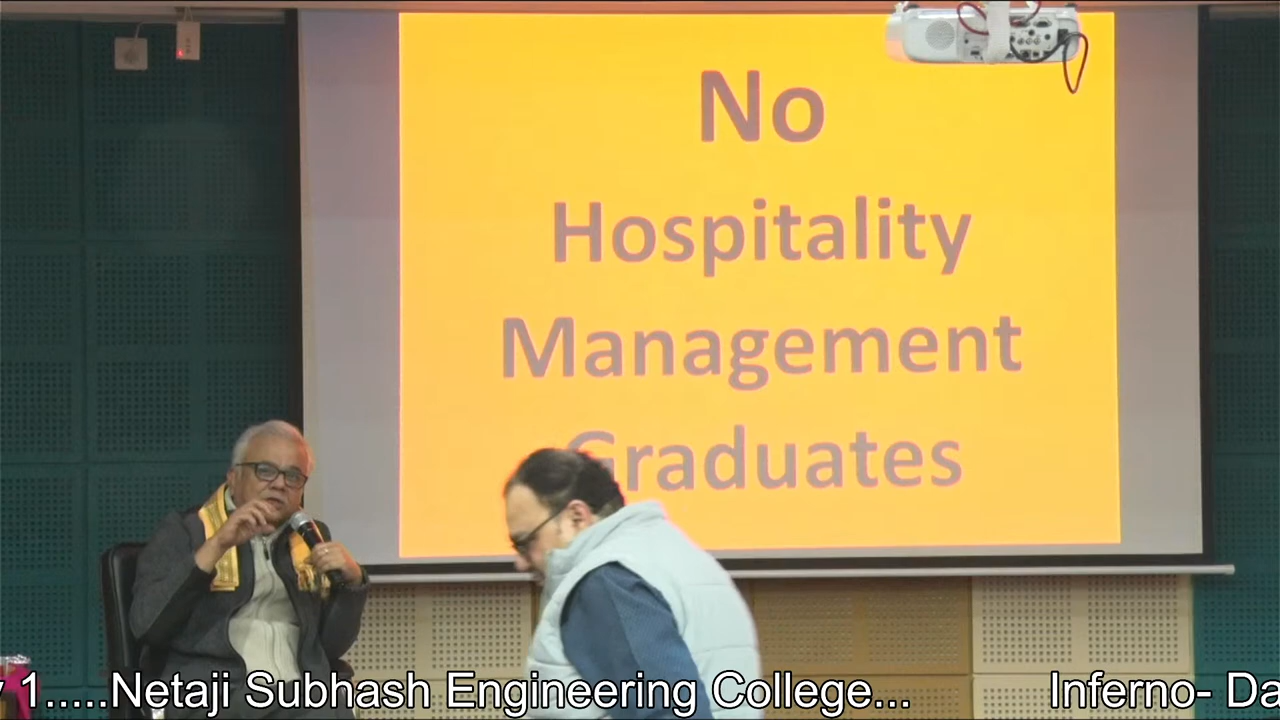 No
Hospitality
Management
Graduates
1.....Netaji Subhash Engineering College... Inferno- Da